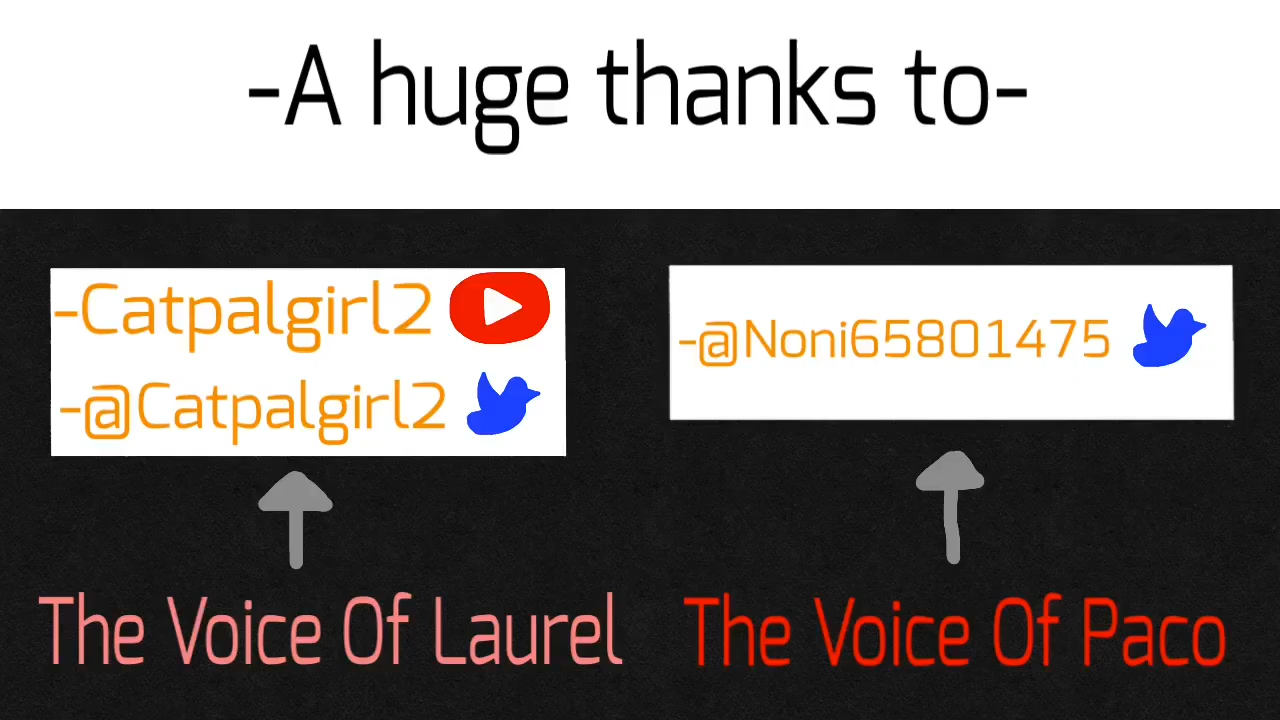 -A huge thanks to-
-Catpalgirl2
-@Catpalgirl2
-@Noni65801475
The Voice Of Laurel
The Voice Of Paco